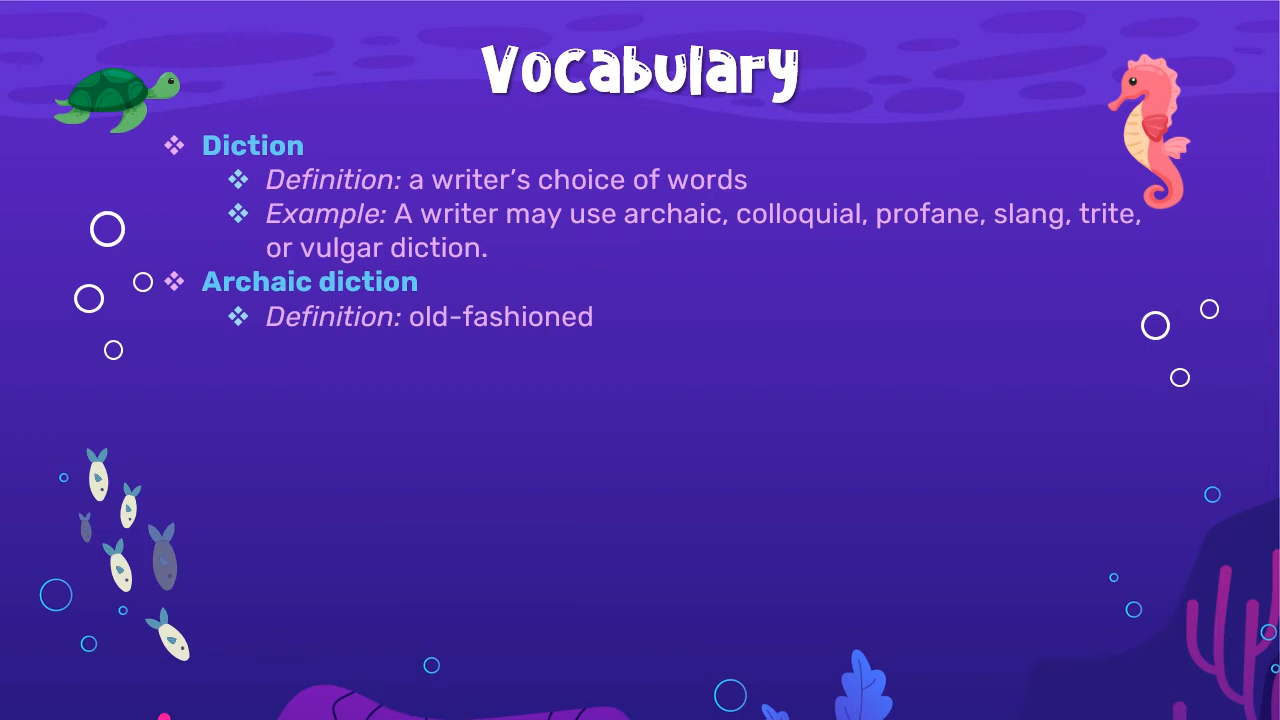 Vocabulary
❖ Diction
❖ Definition: a writer’s choice of words
❖ Example: A writer may use archaic, colloquial, profane, slang, trite,
or vulgar diction.
❖ Archaic diction
❖ Definition: old-fashioned